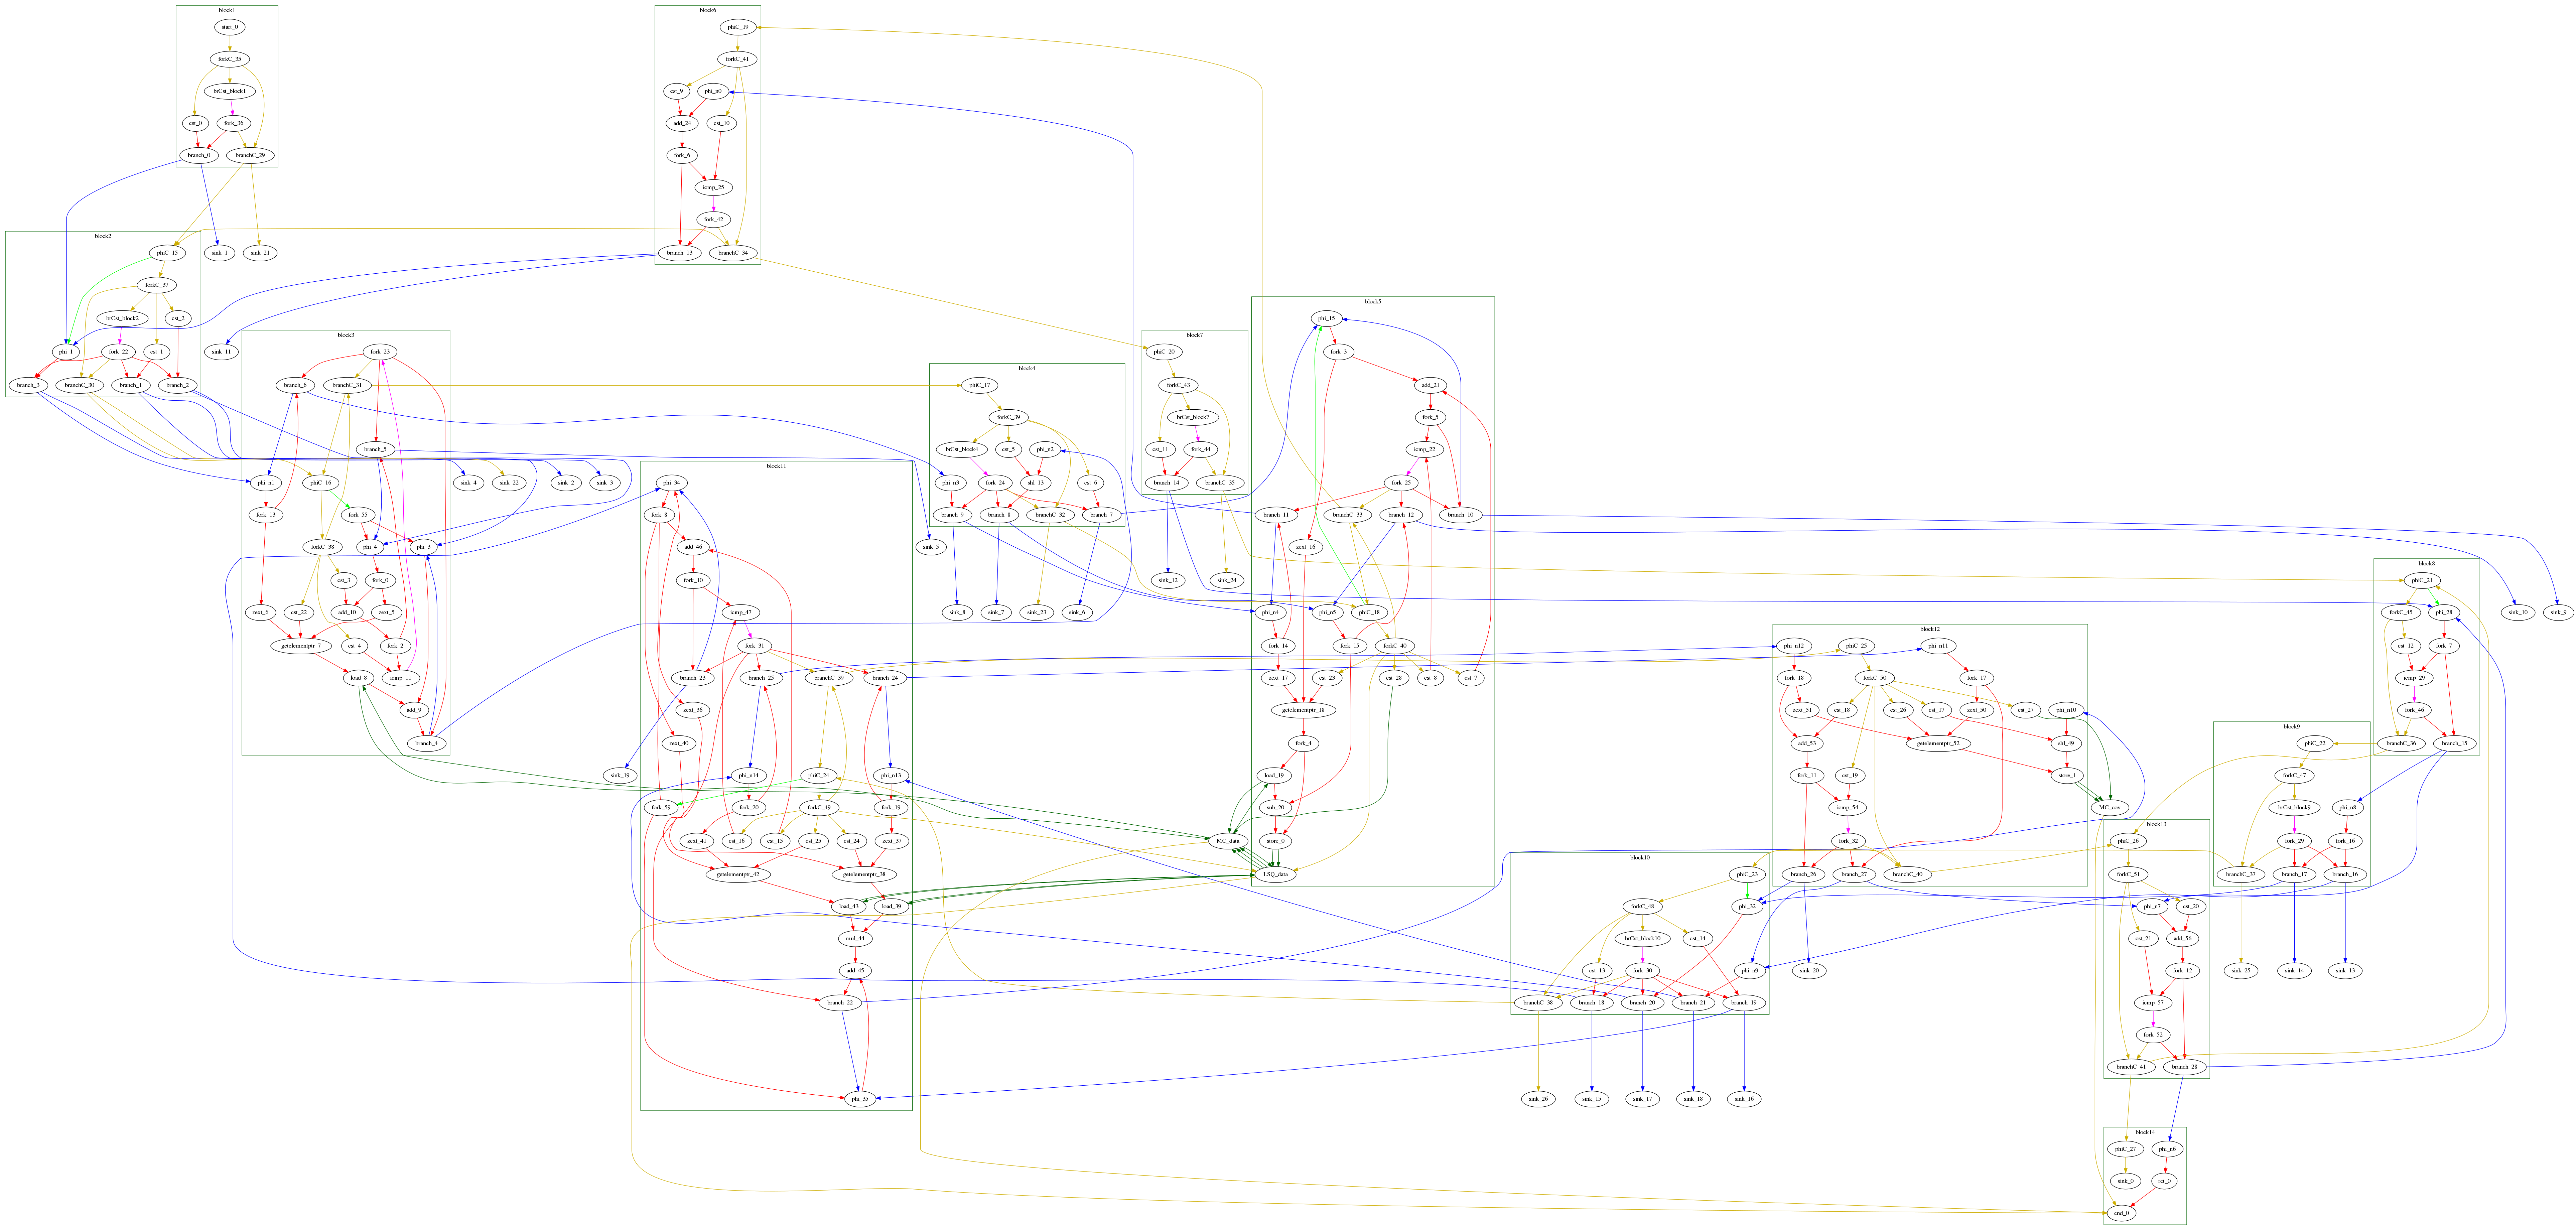 block1
start_0
forkC_35
brCst_block1
cst_0
fork_36
branch_0
branchC_29
block6
phiC_19
forkC_41
cst_9
phi_n0
add_24
cst_10
fork_6
icmp_25
fork_42
branch_13
branchC_34
sink_1
sink_21
block2
phiC_15
forkC_37
brCst_block2
cst_2
phi_1
fork_22
cst_1
branch_3
branchC_30
branch_1
branch_2
sink_11
block3
fork_23
branch_6
branchC_31
branch_5
phi_n1
phiC_16
fork_13
fork_55
forkC_38
phi_4
phi_3
cst_3
fork_0
zext_6
cst_22
add_10
zext_5
getelementptr_7
cst_4
fork_2
load_8
icmp_11
add_9
branch_4
sink_4
sink_22
sink_2
sink_3
block4
phiC_17
forkC_39
brCst_block4
cst_5
phi_n2
phi_n3
fork_24
shl_13
cst_6
branch_9
branch_8
branchC_32
branch_7
sink_5
sink_8
sink_7
sink_23
sink_6
block7
phiC_20
forkC_43
brCst_block7
cst_11
fork_44
branch_14
branchC_35
sink_12
sink_24
block5
phi_15
fork_3
add_21
fork_5
icmp_22
fork_25
branch_11
branchC_33
branch_12
branch_10
zext_16
phi_n4
phi_n5
phiC_18
fork_14
fork_15
forkC_40
zext_17
cst_23
cst_28
cst_8
cst_7
getelementptr_18
fork_4
load_19
sub_20
MC_data
store_0
LSQ_data
block11
phi_34
fork_8
add_46
fork_10
icmp_47
fork_31
branch_23
branch_25
branchC_39
branch_24
zext_36
zext_40
sink_19
phi_n14
phiC_24
phi_n13
fork_59
fork_20
forkC_49
fork_19
zext_41
cst_16
cst_15
cst_25
cst_24
zext_37
getelementptr_42
getelementptr_38
load_43
load_39
mul_44
add_45
branch_22
phi_35
block12
phi_n12
phiC_25
phi_n11
fork_18
forkC_50
fork_17
zext_51
cst_18
cst_26
cst_17
zext_50
cst_27
phi_n10
add_53
getelementptr_52
shl_49
fork_11
cst_19
store_1
icmp_54
MC_cov
fork_32
branch_26
branch_27
branchC_40
block8
phiC_21
forkC_45
phi_28
cst_12
fork_7
icmp_29
fork_46
branchC_36
branch_15
sink_10
sink_9
block9
phiC_22
forkC_47
brCst_block9
phi_n8
fork_29
fork_16
branchC_37
branch_17
branch_16
sink_25
sink_14
sink_13
block10
phiC_23
forkC_48
phi_32
brCst_block10
cst_14
cst_13
fork_30
phi_n9
branchC_38
branch_18
branch_20
branch_21
branch_19
sink_20
sink_26
sink_15
sink_17
sink_18
sink_16
block13
phiC_26
forkC_51
phi_n7
cst_20
cst_21
add_56
fork_12
icmp_57
fork_52
branchC_41
branch_28
block14
phiC_27
phi_n6
sink_0
ret_0
end_0